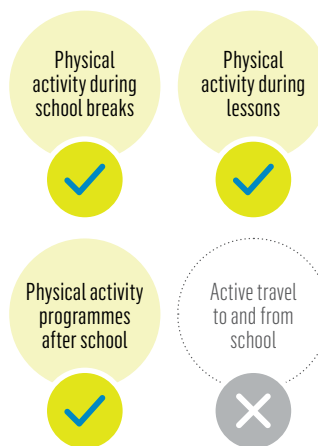 Physical
activity during
school breaks
Physical
activity during
lessons
Physical activity
programmes
after school
Active travel
to and from
school